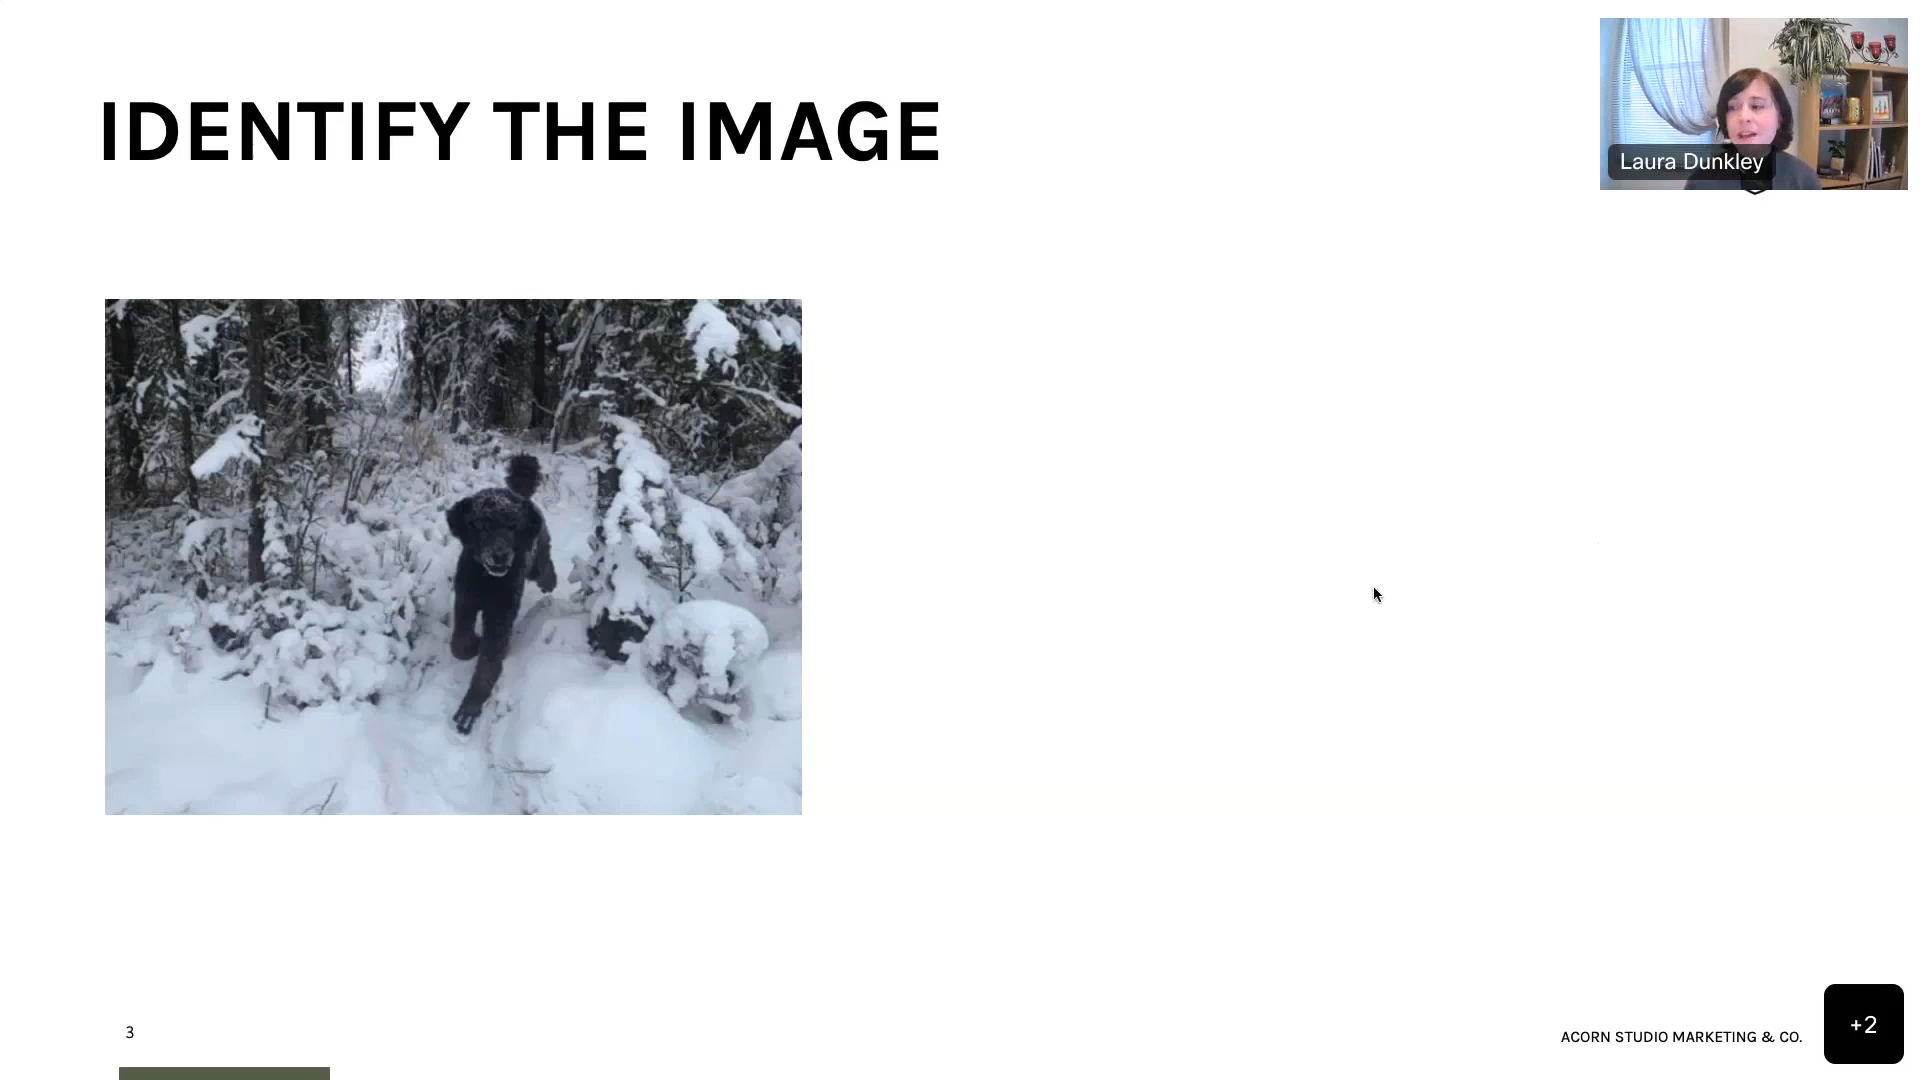 IDENTIFY THE IMAGE
Laura Dunkley
3
ACORN STUDIO MARKETING & CO.
+2